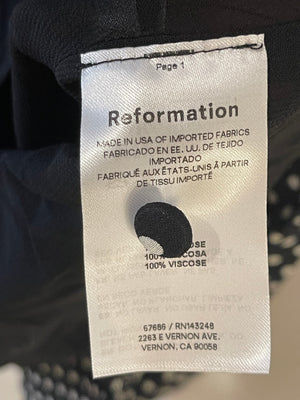 Page 1
Reformation
MADE IN USA OF IMPORTED FABRICS
FABRICADO EN EE. UU. DE TEJIDO
IMPORTADO
FABRIQUÉ AUX ÉTATS-UNIS À PARTIR
DE TISSU IMPORTÉ
100% VISCOSA
100% VISCOSE
67686 / RN143248
2263 E VERNON AVE.
VERNON, CA 90058